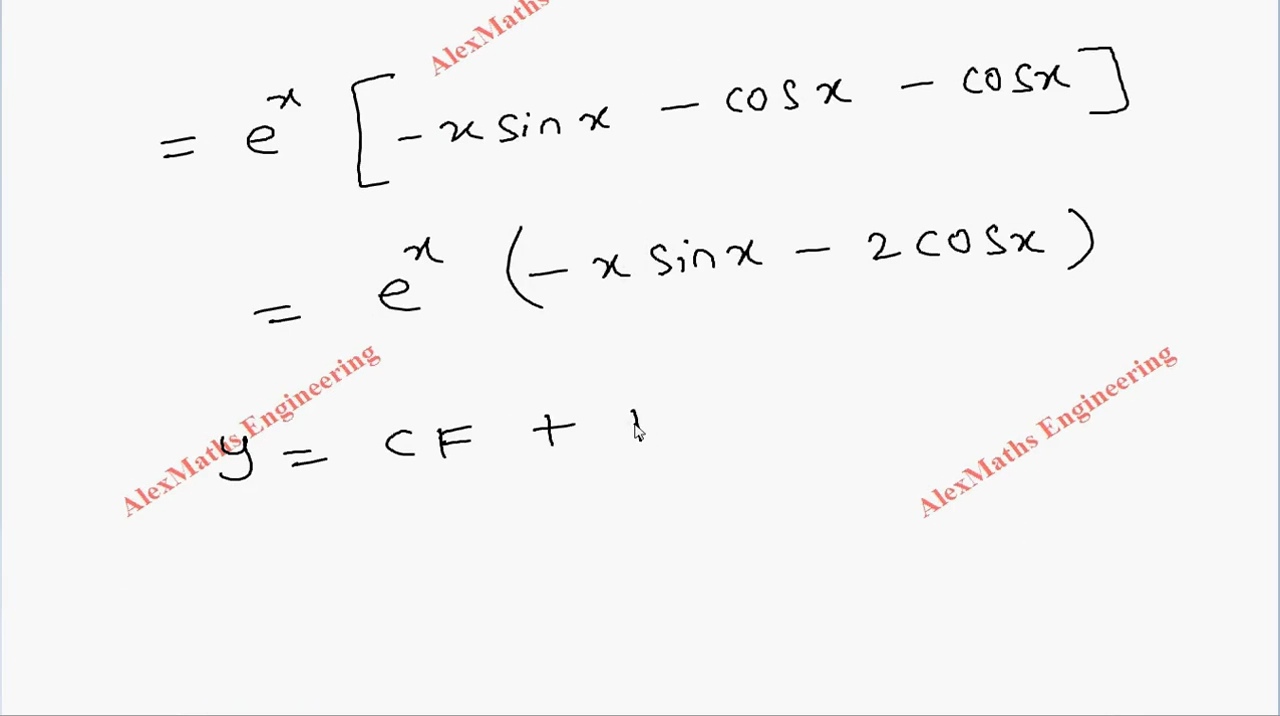 AlexMaths
= e^x [-x sin x - cos x - cos x]
= e^x (-x sin x - 2 cos x)
AlexMaths Engineering
y = CF +
AlexMaths Engineering